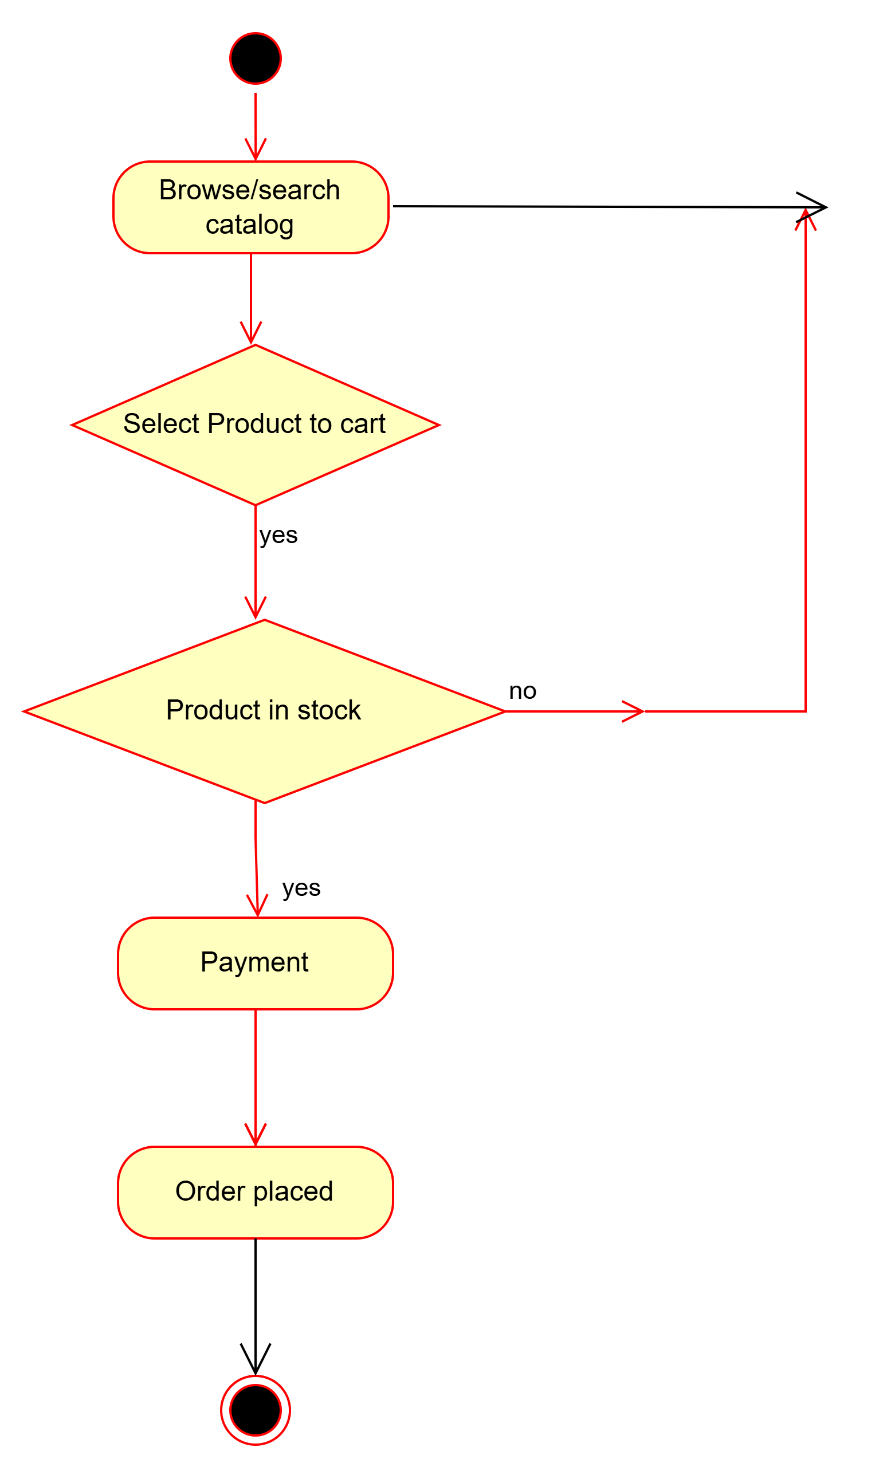 Browse/search
catalog
Select Product to cart
yes
no
Product in stock
yes
Payment
Order placed